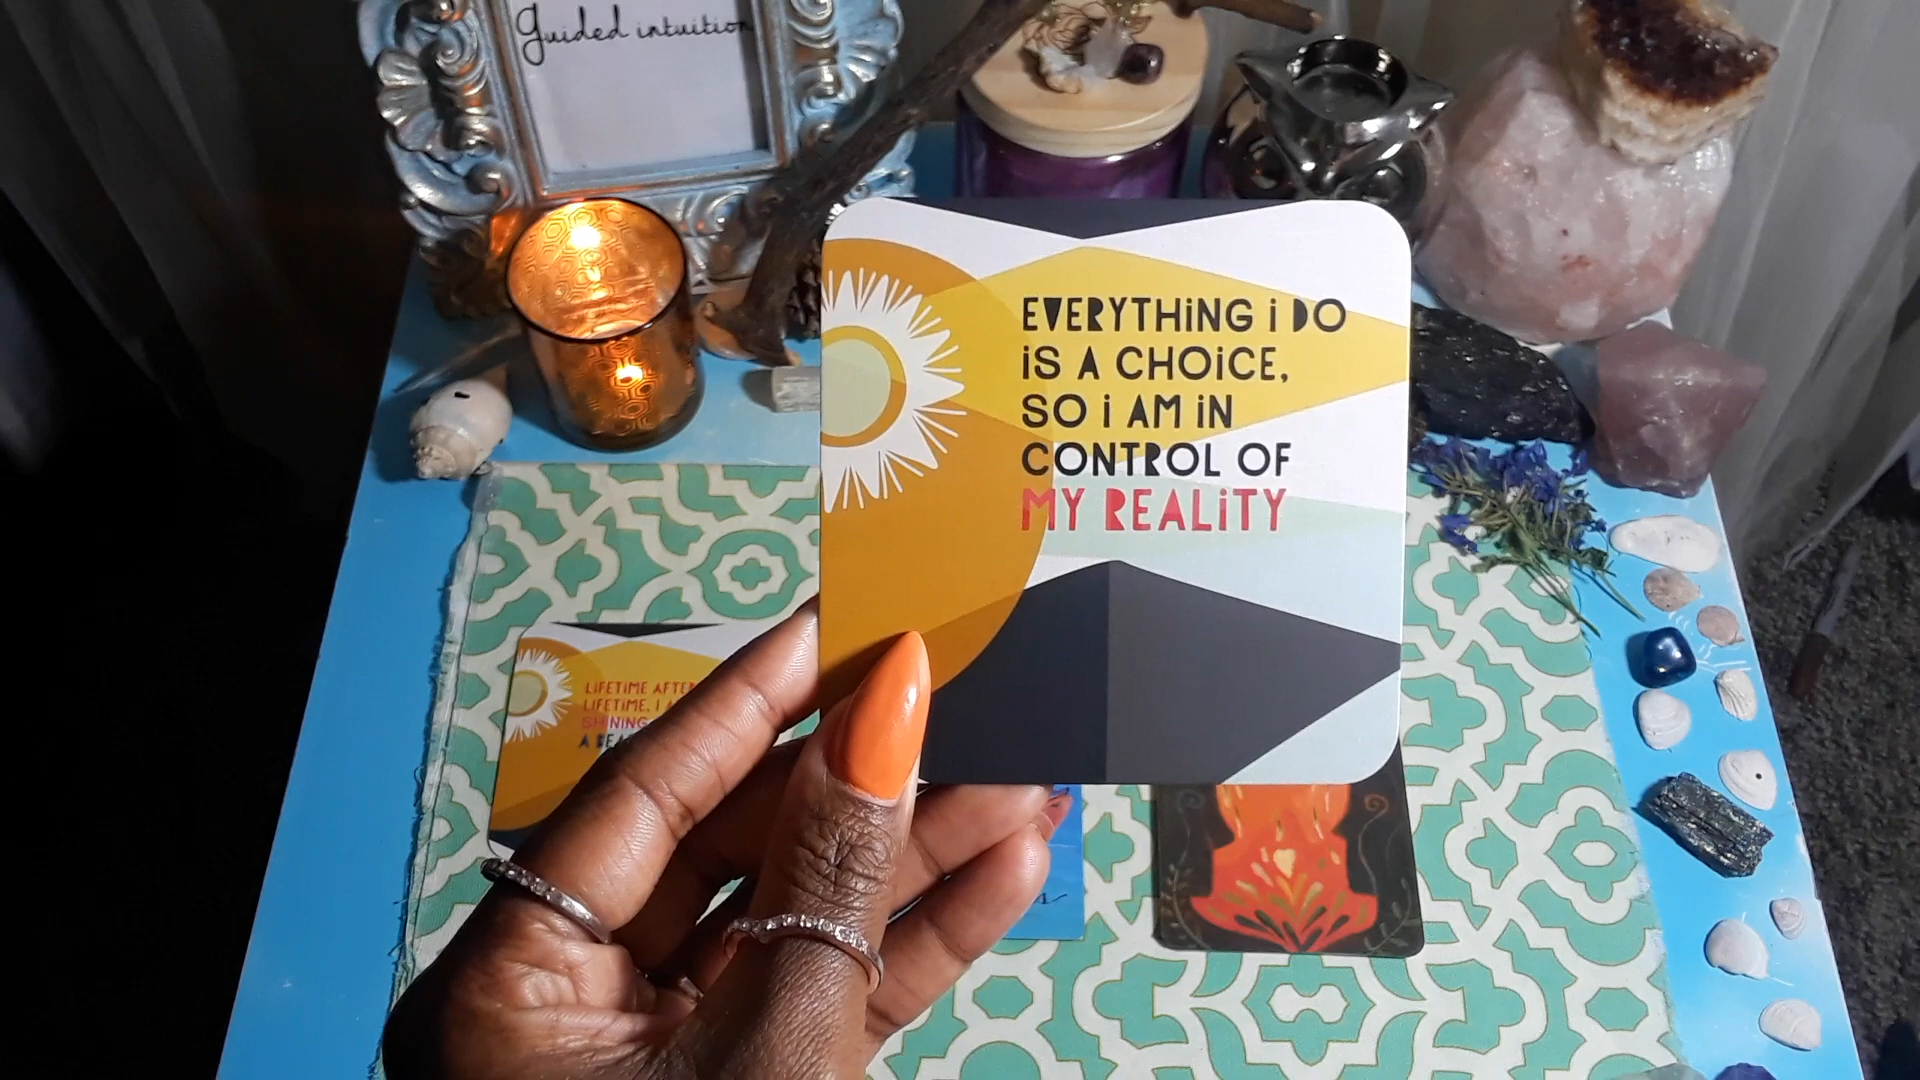 Guided intuition
EVERYTHING i DO
iS A CHOiCE,
SO i AM iN
CONTROL OF
MY REALiTY
LiFETiME AFTER
LiFETiME, I
SHiNING
A